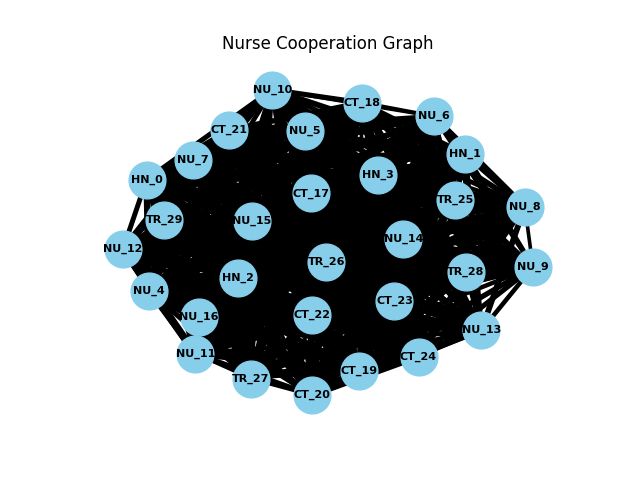 Nurse Cooperation Graph
NU_10
CT_18
NU_6
CT_21
NU_5
HN_1
NU_7
HN_3
HN_0
CT_17
TR_25
NU_8
TR_29
NU_15
NU_14
NU_12
TR_26
NU_9
TR_28
HN_2
NU_4
CT_23
NU_16
CT_22
NU_13
NU_11
CT_24
CT_19
TR_27
CT_20